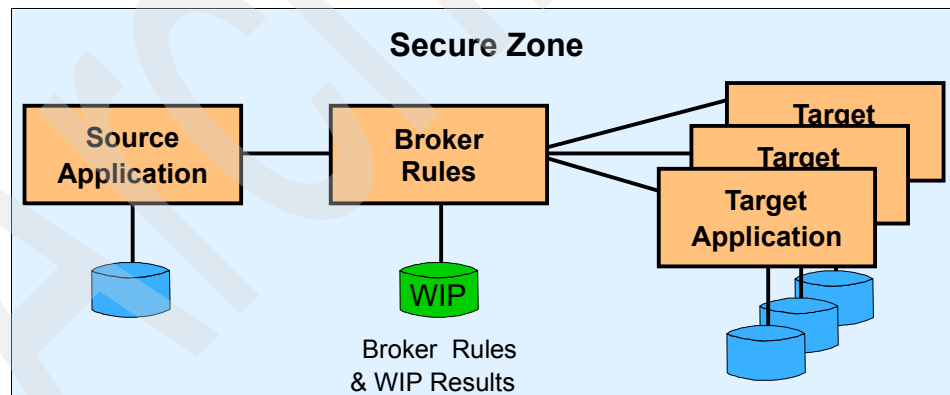 Secure Zone
Source
Application
Broker
Rules
Target
Target
Target
Application
WIP
Broker Rules
& WIP Results